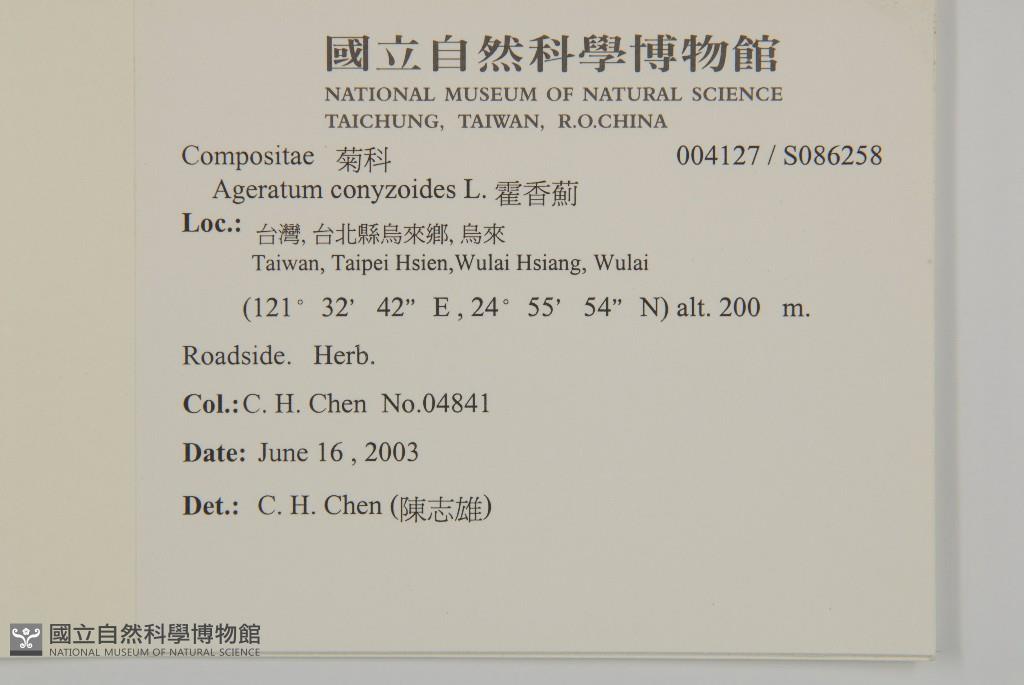 國立自然科學博物館
NATIONAL MUSEUM OF NATURAL SCIENCE
TAICHUNG, TAIWAN, R.O.CHINA
Compositae 菊科 004127 / S086258
Ageratum conyzoides L. 霍香薊
Loc.: 台灣, 台北縣烏來鄉, 烏來
Taiwan, Taipei Hsien,Wulai Hsiang, Wulai
(121° 32’ 42” E , 24° 55’ 54” N) alt. 200 m.
Roadside. Herb.
Col.: C. H. Chen No.04841
Date: June 16 , 2003
Det.: C. H. Chen (陳志雄)
國立自然科學博物館
NATIONAL MUSEUM OF NATURAL SCIENCE